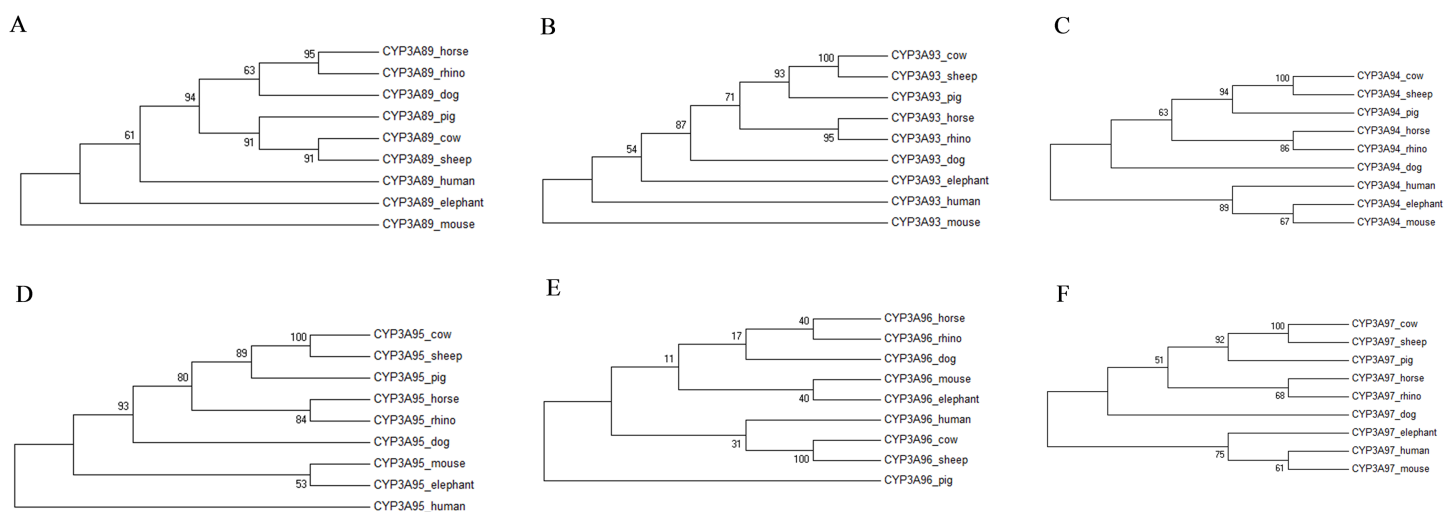 A
95
CYP3A89_horse
CYP3A89_rhino
63
CYP3A89_dog
94
CYP3A89_pig
61
91
CYP3A89_cow
91
CYP3A89_sheep
CYP3A89_human
CYP3A89_elephant
CYP3A89_mouse
B
100
CYP3A93_cow
93
CYP3A93_sheep
71
CYP3A93_pig
87
CYP3A93_horse
95
CYP3A93_rhino
54
CYP3A93_dog
CYP3A93_elephant
CYP3A93_human
CYP3A93_mouse
C
100
CYP3A94_cow
94
CYP3A94_sheep
63
CYP3A94_pig
CYP3A94_horse
86
CYP3A94_rhino
CYP3A94_dog
CYP3A94_human
89
CYP3A94_elephant
67
CYP3A94_mouse
D
100
CYP3A95_cow
89
CYP3A95_sheep
80
CYP3A95_pig
93
CYP3A95_horse
84
CYP3A95_rhino
CYP3A95_dog
CYP3A95_mouse
53
CYP3A95_elephant
CYP3A95_human
E
40
CYP3A96_horse
17
CYP3A96_rhino
11
CYP3A96_dog
CYP3A96_mouse
40
CYP3A96_elephant
CYP3A96_human
31
CYP3A96_cow
100
CYP3A96_sheep
CYP3A96_pig
F
100
CYP3A97_cow
92
CYP3A97_sheep
51
CYP3A97_pig
CYP3A97_horse
68
CYP3A97_rhino
CYP3A97_dog
CYP3A97_elephant
75
CYP3A97_human
61
CYP3A97_mouse